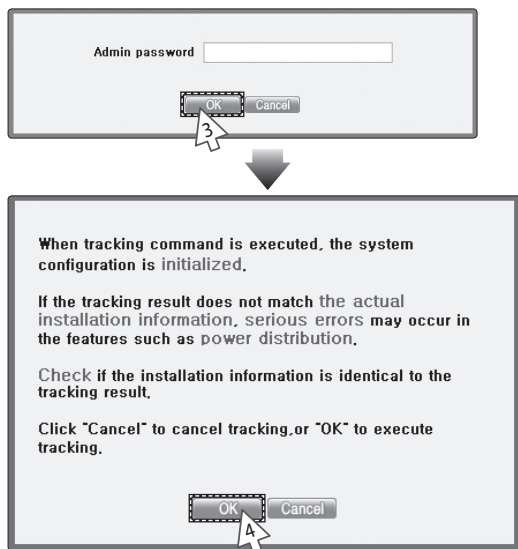 Admin password
OK Cancel
3
When tracking command is executed, the system
configuration is initialized.
If the tracking result does not match the actual
installation information, serious errors may occur in
the features such as power distribution.
Check if the installation information is identical to the
tracking result.
Click "Cancel" to cancel tracking,or "OK" to execute
tracking.
OK Cancel
4